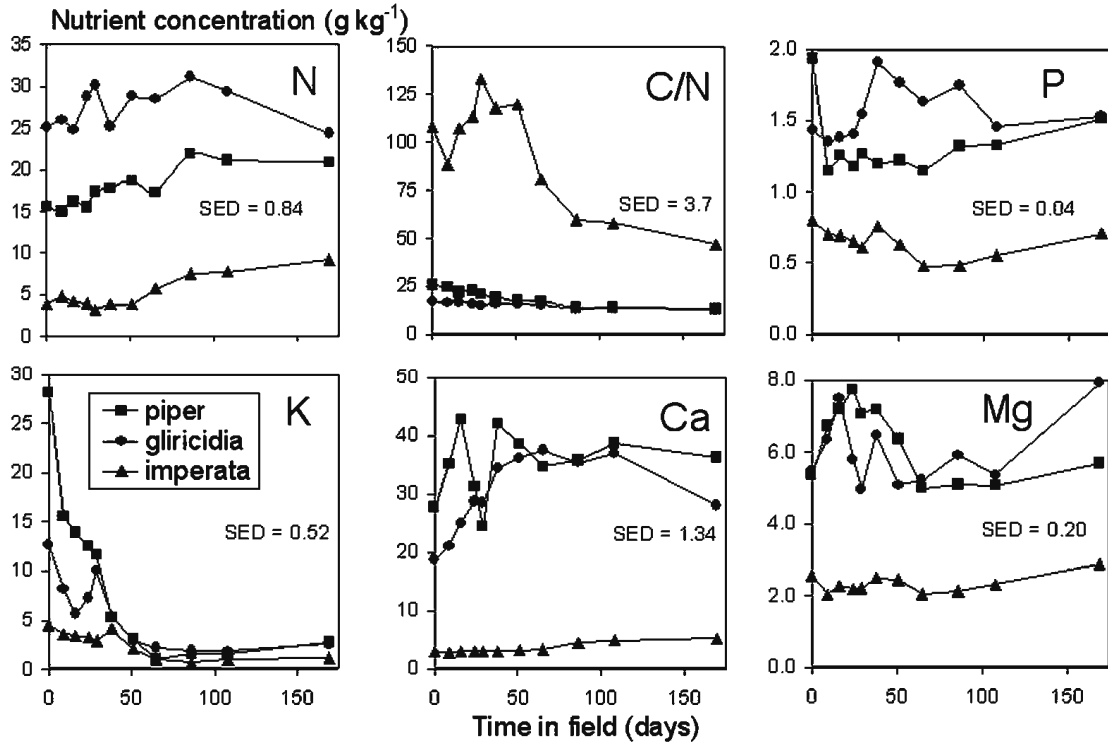 Nutrient concentration (g kg-1)
35
30
25
20
15
10
5
0
N
SED = 0.84
150
125
100
75
50
25
0
C/N
SED = 3.7
2.0
1.5
1.0
0.5
0.0
P
SED = 0.04
0 50 100 150
30
25
20
15
10
5
0
K
piper
gliricidia
imperata
SED = 0.52
0 50 100 150
50
40
30
20
10
0
Ca
SED = 1.34
0 50 100 150
8.0
6.0
4.0
2.0
0.0
Mg
SED = 0.20
0 50 100 150
Time in field (days)